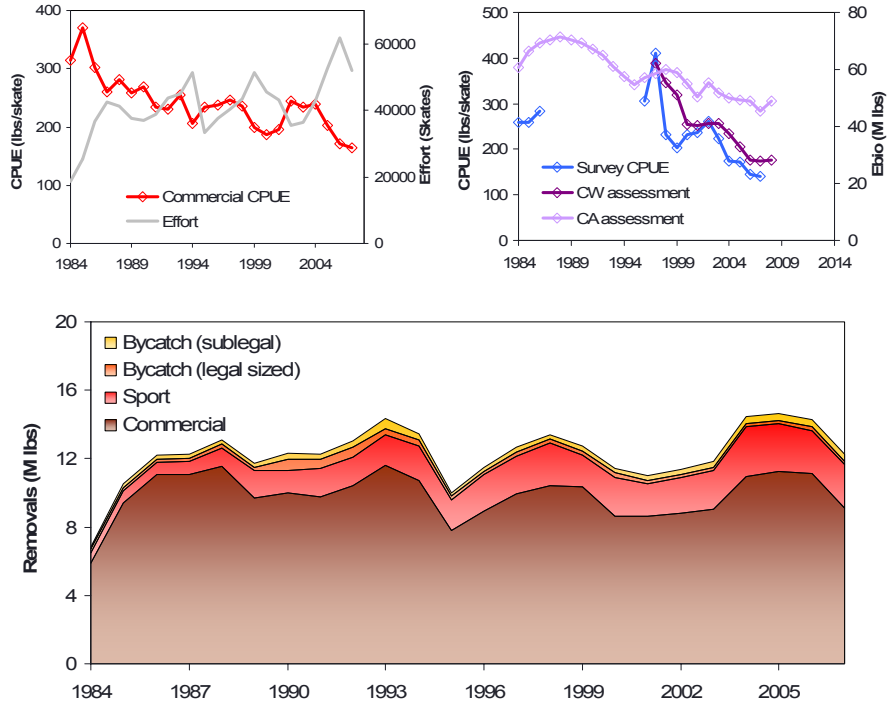 400
300
200
100
0
CPUE (lbs/skate)
60000
40000
20000
0
Effort (Skates)
Commercial CPUE
Effort
1984 1989 1994 1999 2004
500
400
300
200
100
0
CPUE (lbs/skate)
80
60
40
20
0
Ebio (M lbs)
Survey CPUE
CW assessment
CA assessment
1984 1989 1994 1999 2004 2009 2014
20
16
12
8
4
0
Removals (M lbs)
Bycatch (sublegal)
Bycatch (legal sized)
Sport
Commercial
1984 1987 1990 1993 1996 1999 2002 2005